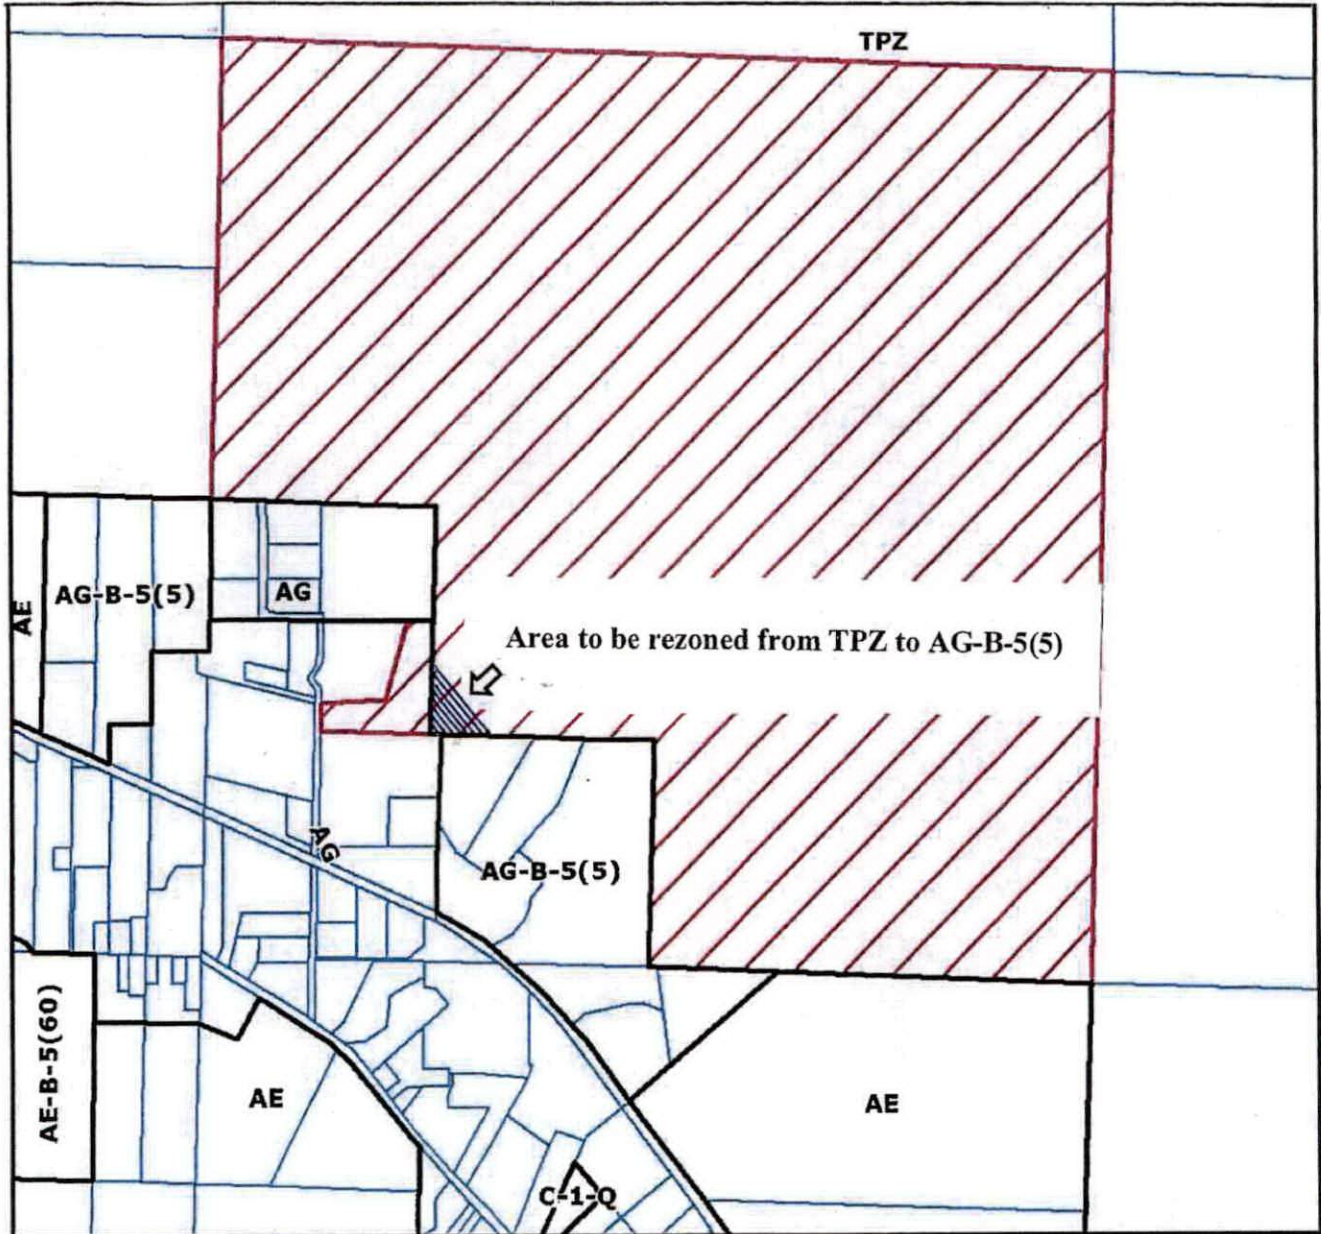 TPZ
AG-B-5(5)
AG
AE
Area to be rezoned from TPZ to AG-B-5(5)
AG
AG-B-5(5)
AE-B-5(60)
AE
AE
C-1-Q